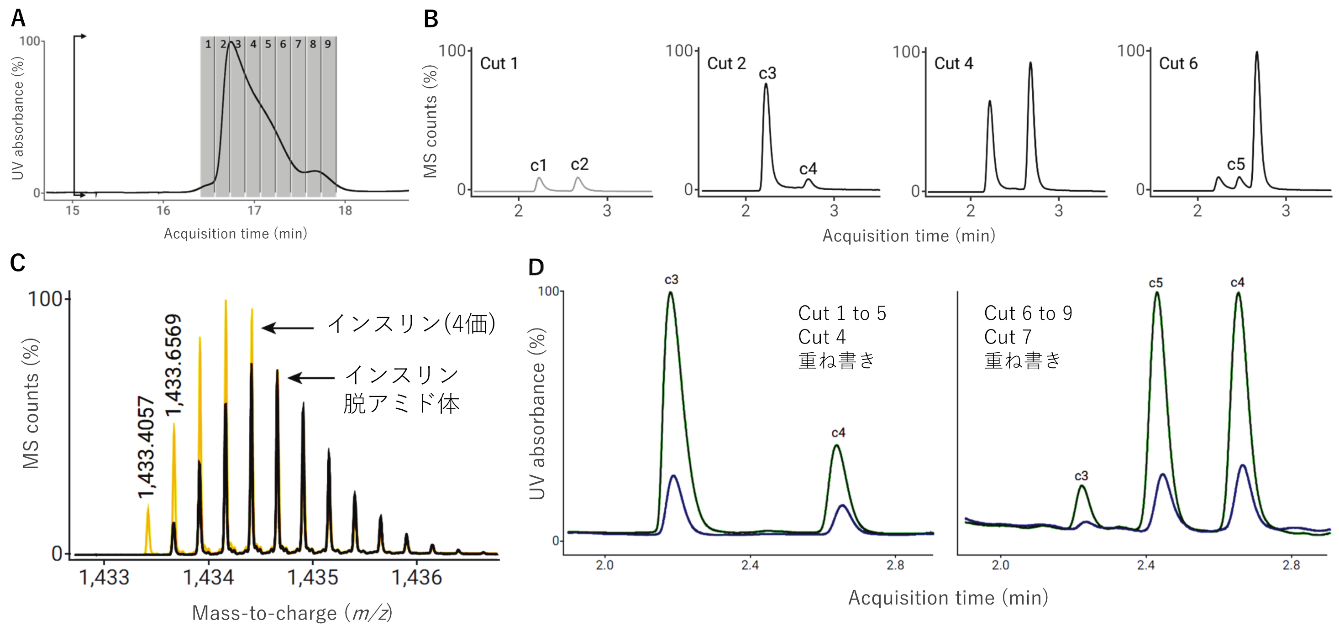 A
100
0
UV absorbance (%)
1 2 3 4 5 6 7 8 9
15 16 17 18
Acquisition time (min)
B
MS counts (%)
100
0
Cut 1
c1 c2
2 3
100
0
Cut 2
c3
c4
2 3
100
0
Cut 4
2 3
100
0
Cut 6
c5
2 3
Acquisition time (min)
C
MS counts (%)
100
0
1,433.4057
1,433.6569
インスリン(4価)
インスリン
脱アミド体
1,433 1,434 1,435 1,436
Mass-to-charge (m/z)
D
UV absorbance (%)
100
0
c3
c4
Cut 1 to 5
Cut 4
重ね書き
2.0 2.4 2.8
c3
c5
c4
Cut 6 to 9
Cut 7
重ね書き
2.0 2.4 2.8
Acquisition time (min)